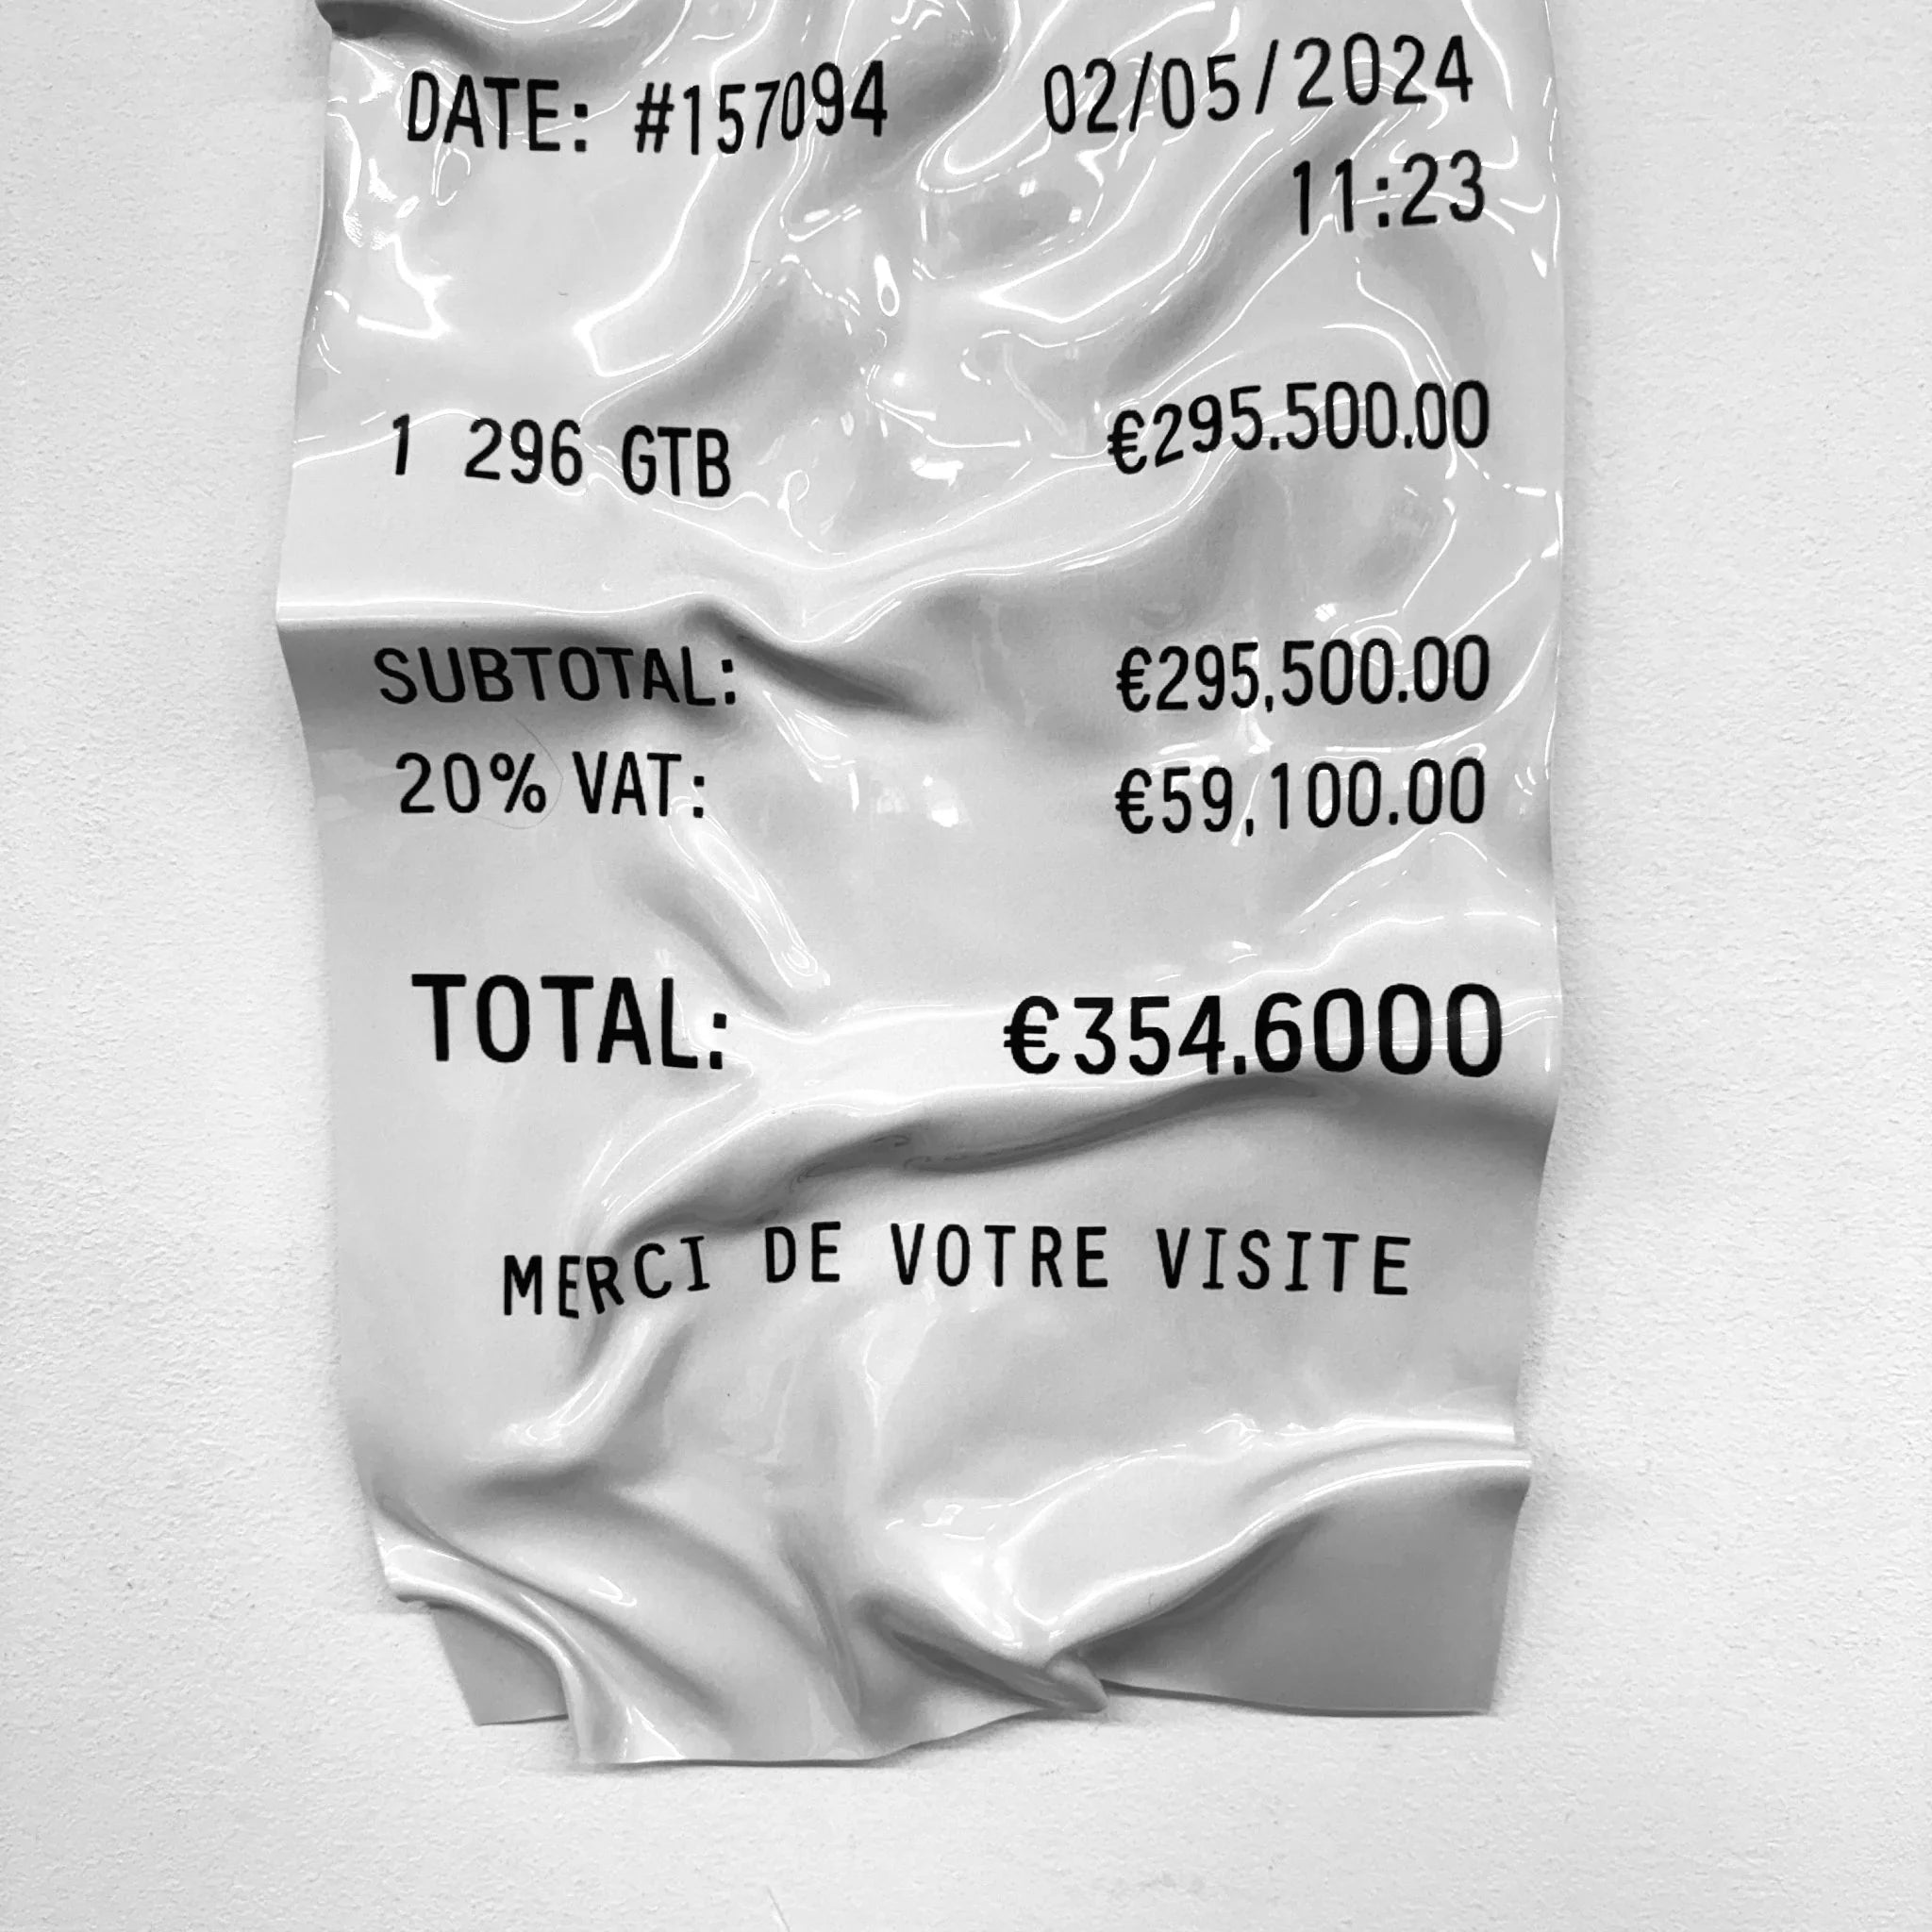 DATE: #157094 02/05/2024
11:23
1 296 GTB €295.500.00
SUBTOTAL: €295,500.00
20% VAT: €59,100.00
TOTAL: €354.6000
MERCI DE VOTRE VISITE